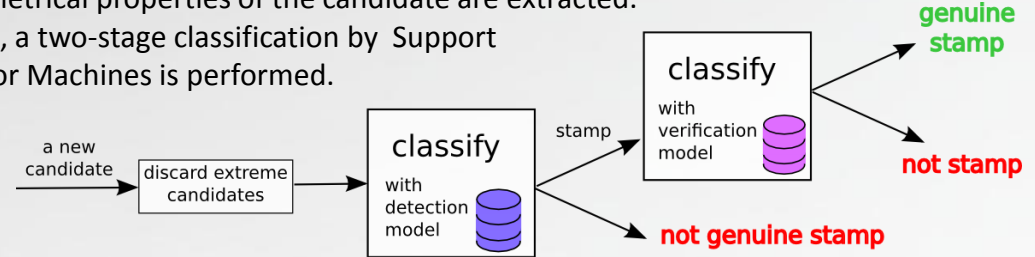 metrical properties of the candidate are extracted.
, a two-stage classification by Support
or Machines is performed.
a new
candidate
discard extreme
candidates
classify
with
detection
model
stamp
classify
with
verification
model
genuine
stamp
not stamp
not genuine stamp